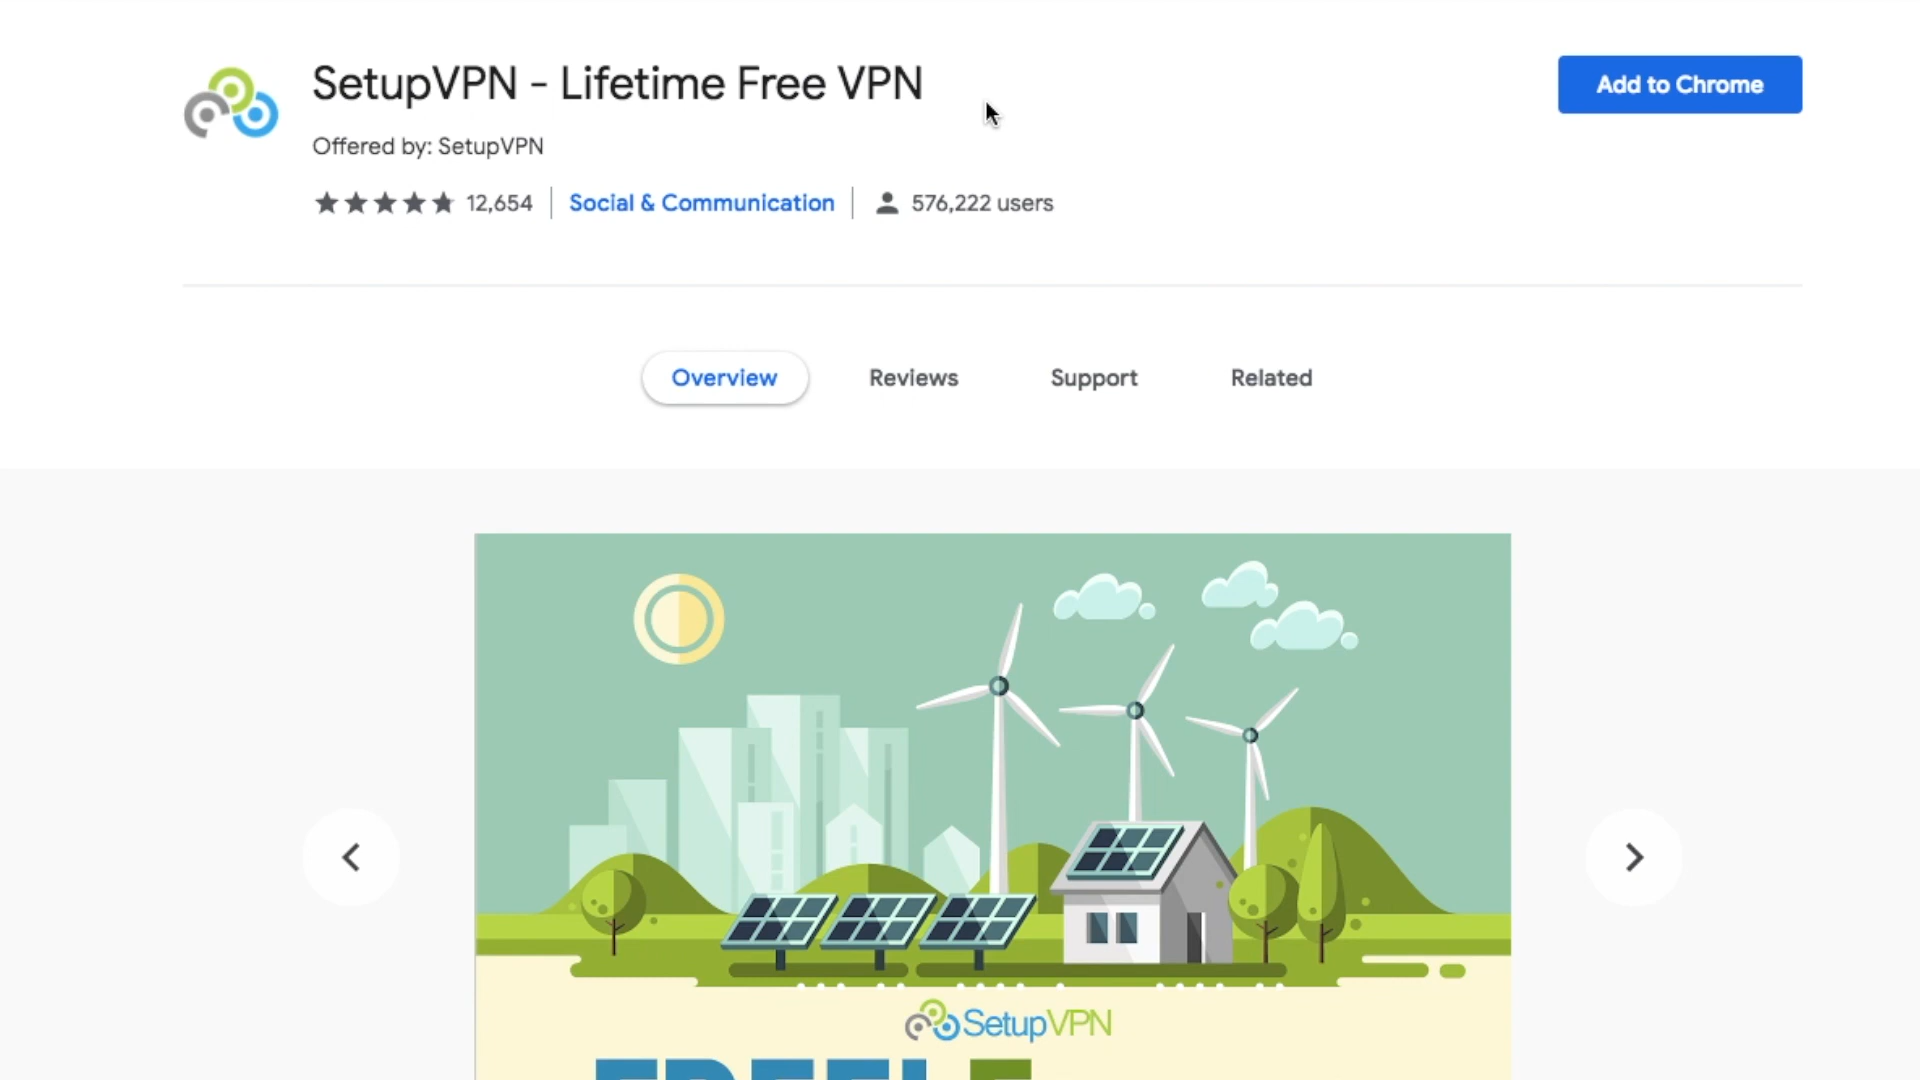 SetupVPN - Lifetime Free VPN
Add to Chrome
Offered by: SetupVPN
12,654
Social & Communication
576,222 users
Overview
Reviews
Support
Related
SetupVPN